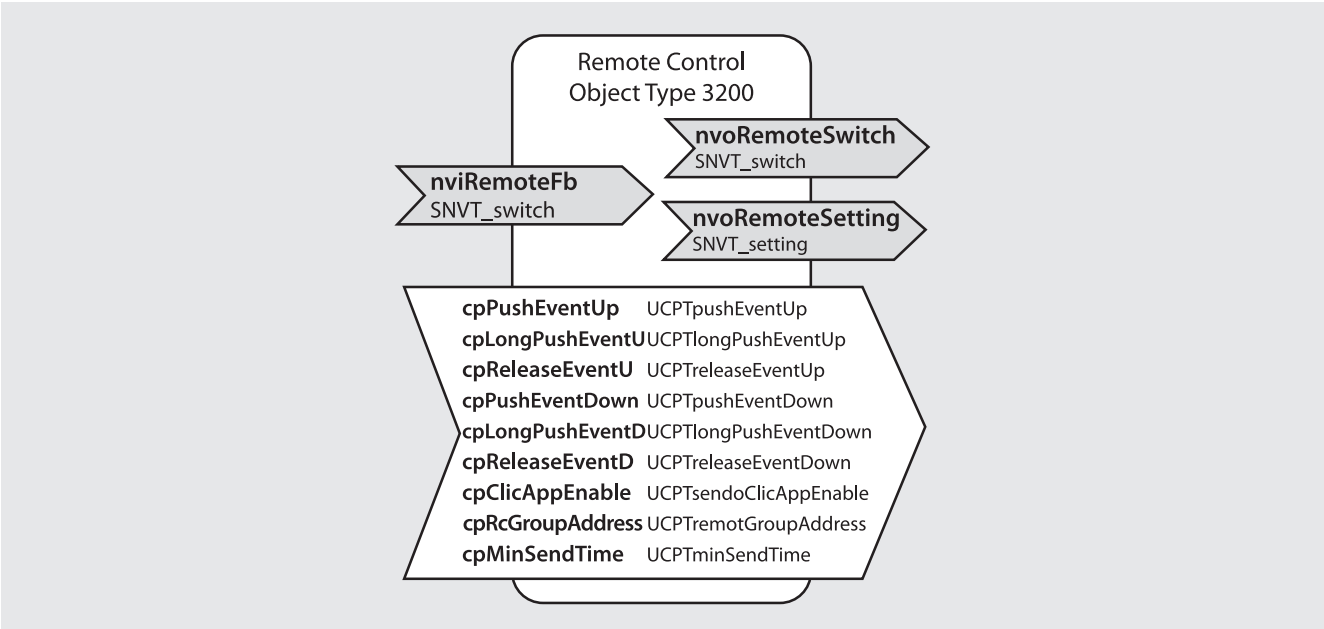 Remote Control
Object Type 3200
nvoRemoteSwitch
SNVT_switch
nviRemoteFb
SNVT_switch
nvoRemoteSetting
SNVT_setting
cpPushEventUp UCPTpushEventUp
cpLongPushEventU UCPTlongPushEventUp
cpReleaseEventU UCPTreleaseEventUp
cpPushEventDown UCPTpushEventDown
cpLongPushEventD UCPTlongPushEventDown
cpReleaseEventD UCPTreleaseEventDown
cpClicAppEnable UCPTsendoClicAppEnable
cpRcGroupAddress UCPTremotGroupAddress
cpMinSendTime UCPTminSendTime